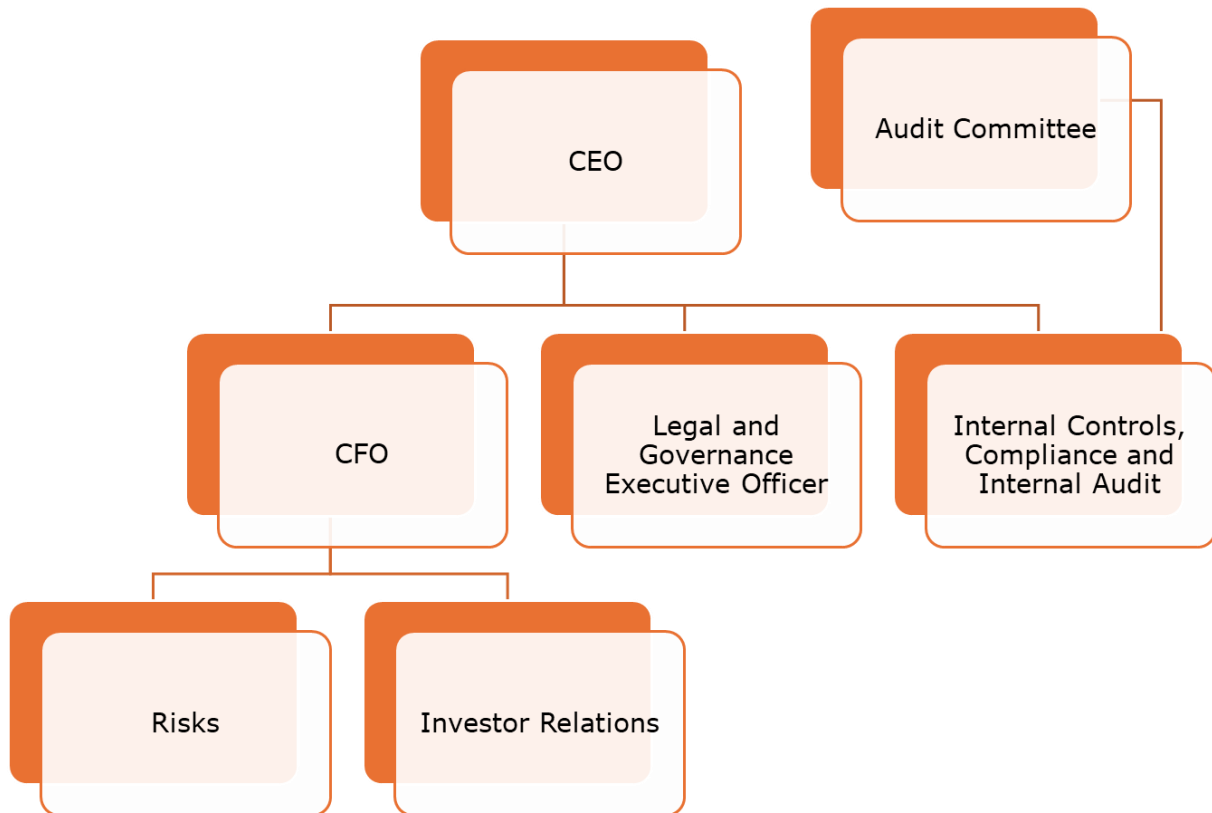 CEO
Audit Committee
CFO
Legal and
Governance
Executive Officer
Internal Controls,
Compliance and
Internal Audit
Risks
Investor Relations